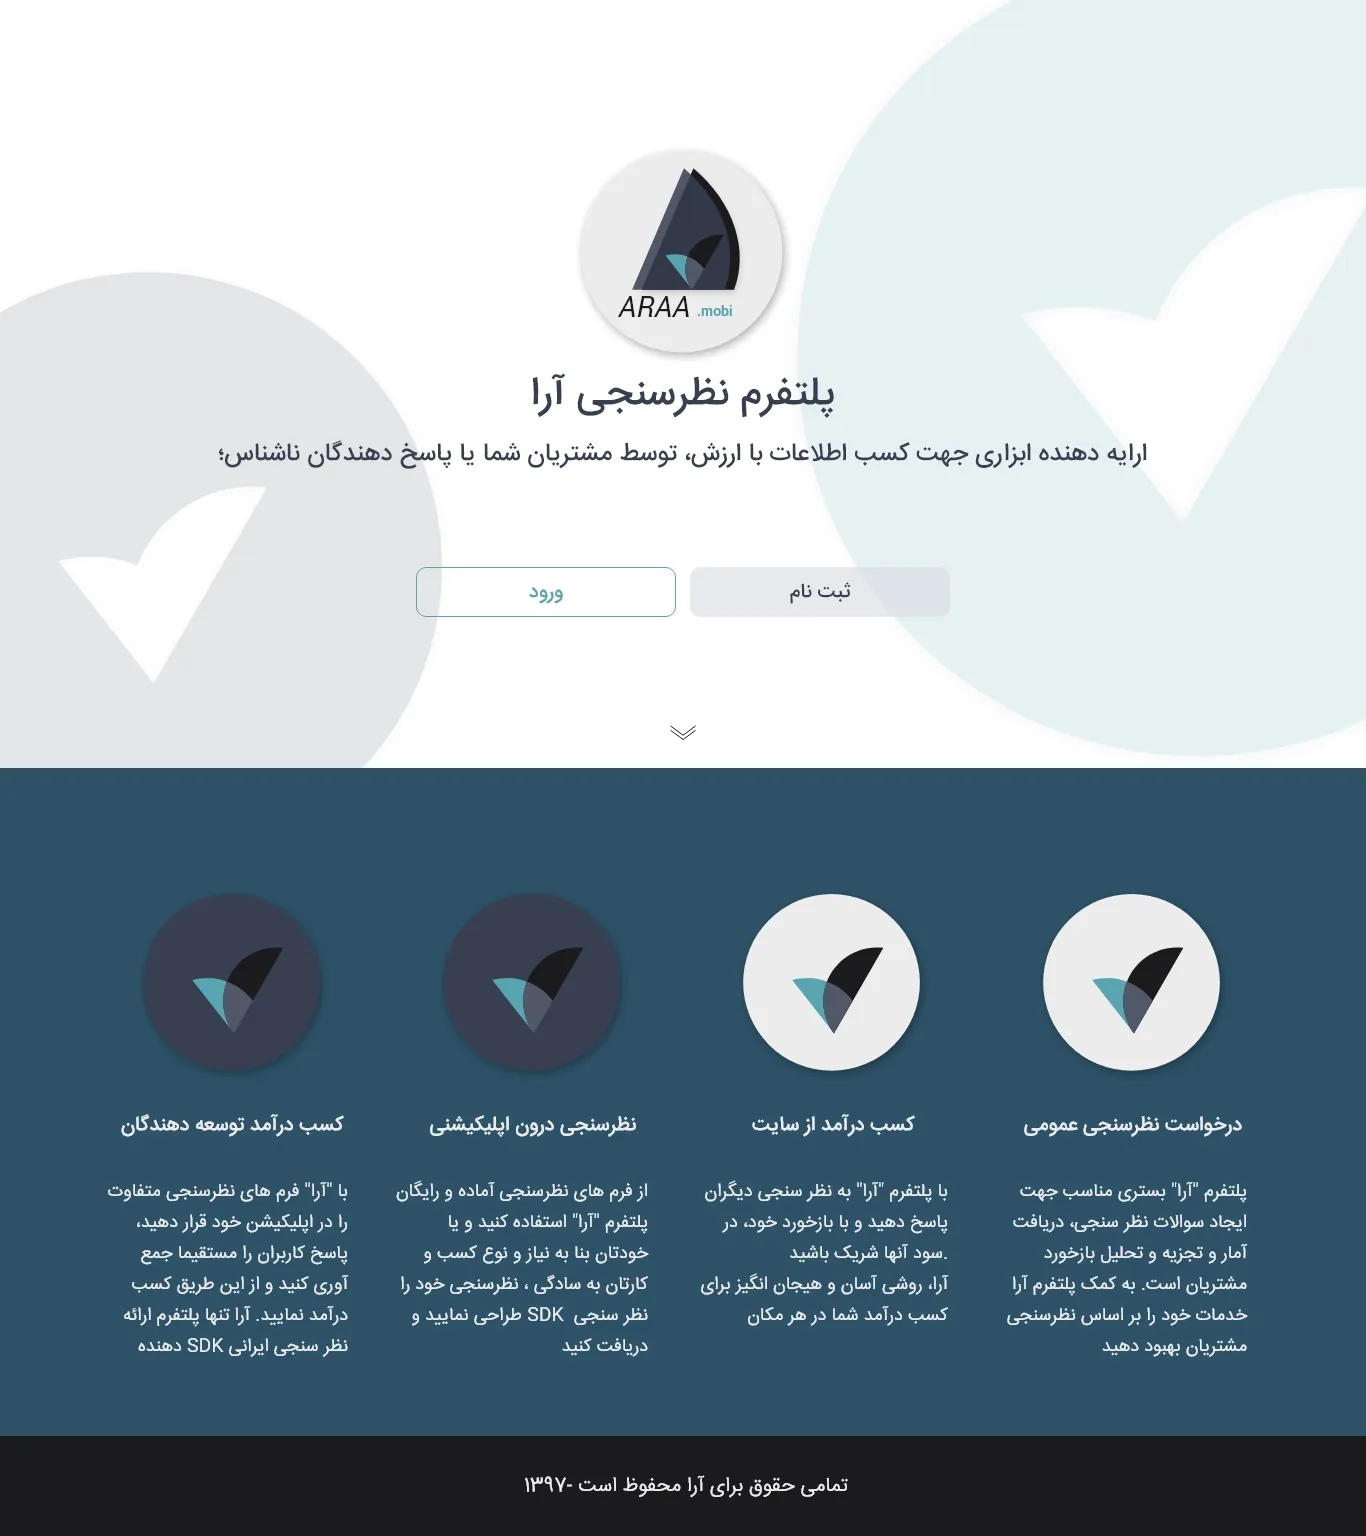 ARAA .mobi
پلتفرم نظرسنجی آرا
ارایه دهنده ابزاری جهت کسب اطلاعات با ارزش، توسط مشتریان شما یا پاسخ دهندگان ناشناس؛
ثبت نام
ورود
درخواست نظرسنجی عمومی
پلتفرم "آرا" بستری مناسب جهت
ایجاد سوالات نظر سنجی، دریافت
آمار و تجزیه و تحلیل بازخورد
مشتریان است. به کمک پلتفرم آرا
خدمات خود را بر اساس نظرسنجی
مشتریان بهبود دهید
کسب درآمد از سایت
با پلتفرم "آرا" به نظر سنجی دیگران
پاسخ دهید و با بازخورد خود، در
.سود آنها شریک باشید
آرا، روشی آسان و هیجان انگیز برای
کسب درآمد شما در هر مکان
نظرسنجی درون اپلیکیشنی
از فرم های نظرسنجی آماده و رایگان
پلتفرم "آرا" استفاده کنید و یا
خودتان بنا به نیاز و نوع کسب و
کارتان به سادگی ، نظرسنجی خود را
نظر سنجی SDK طراحی نمایید و
دریافت کنید
کسب درآمد توسعه دهندگان
با "آرا" فرم های نظرسنجی متفاوت
را در اپلیکیشن خود قرار دهید،
پاسخ کاربران را مستقیما جمع
آوری کنید و از این طریق کسب
درآمد نمایید. آرا تنها پلتفرم ارائه
نظر سنجی ایرانی SDK دهنده
تمامی حقوق برای آرا محفوظ است -۱۳۹۷